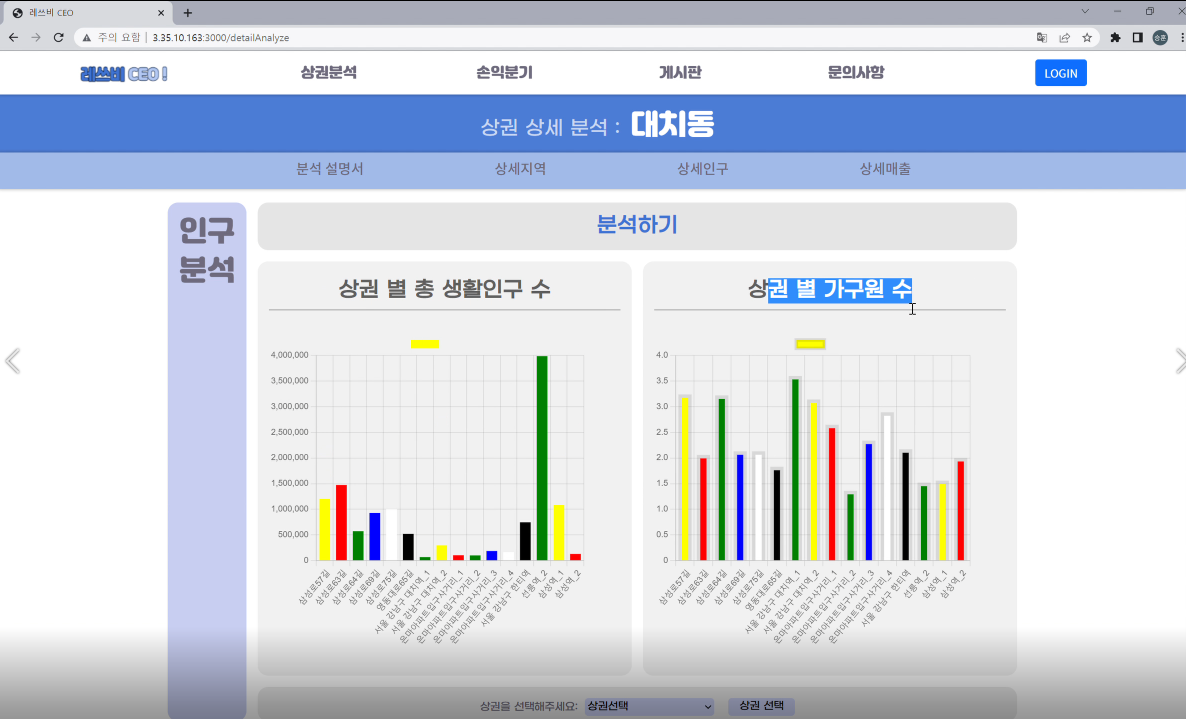 레쓰비 CEO
주의 요함 | 3.35.10.163:3000/detailAnalyze
승훈
레쓰비 CEO !
상권분석
손익분기
게시판
문의사항
LOGIN
상권 상세 분석 : 대치동
분석 설명서
상세지역
상세인구
상세매출
인구
분석
분석하기
상권 별 총 생활인구 수
4,000,000
3,500,000
3,000,000
2,500,000
2,000,000
1,500,000
1,000,000
500,000
0
삼성로57길
삼성로63길
삼성로64길
삼성로69길
삼성로75길
영동대로65길
서울 강남구 대치역_1
서울 강남구 대치역_2
은마아파트입구사거리_1
은마아파트입구사거리_2
은마아파트입구사거리_3
은마아파트입구사거리_4
서울 강남구 한티역
선릉역_2
삼성역_1
삼성역_2
상권 별 가구원 수
4.0
3.5
3.0
2.5
2.0
1.5
1.0
0.5
0
삼성로57길
삼성로63길
삼성로64길
삼성로69길
삼성로75길
영동대로65길
서울 강남구 대치역_1
서울 강남구 대치역_2
은마아파트입구사거리_1
은마아파트입구사거리_2
은마아파트입구사거리_3
은마아파트입구사거리_4
서울 강남구 한티역
선릉역_2
삼성역_1
삼성역_2
상권을 선택해주세요: 상권선택 상권 선택